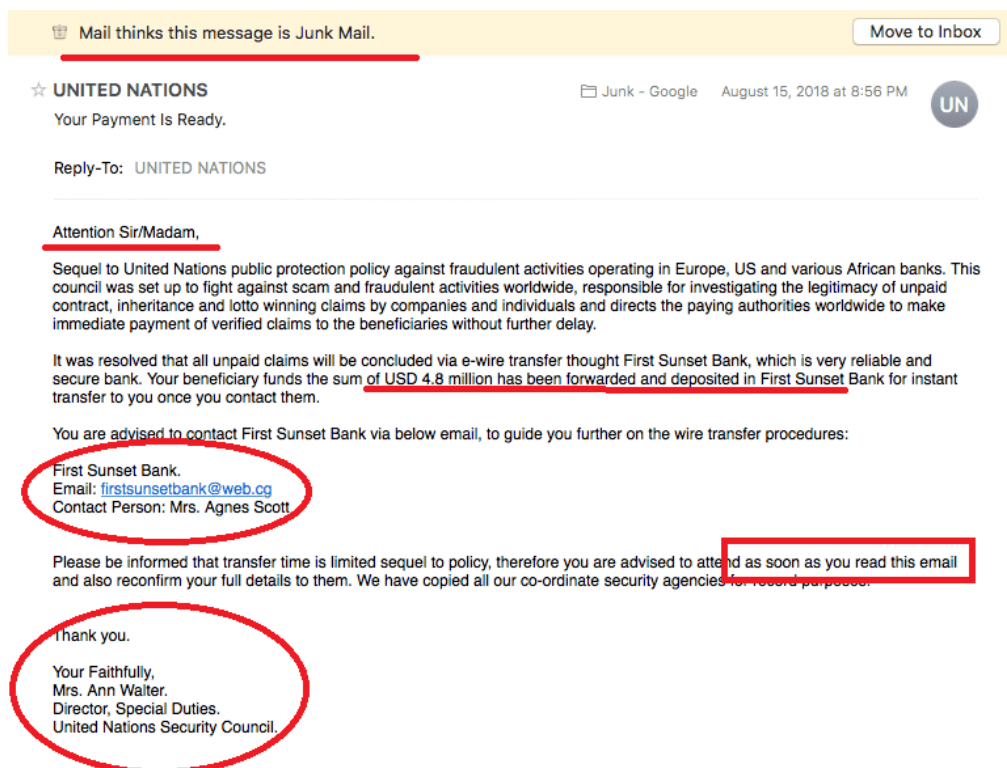 Mail thinks this message is Junk Mail.
Move to Inbox
UNITED NATIONS
Junk - Google
August 15, 2018 at 8:56 PM
UN
Your Payment Is Ready.
Reply-To: UNITED NATIONS
Attention Sir/Madam,
Sequel to United Nations public protection policy against fraudulent activities operating in Europe, US and various African banks. This
council was set up to fight against scam and fraudulent activities worldwide, responsible for investigating the legitimacy of unpaid
contract, inheritance and lotto winning claims by companies and individuals and directs the paying authorities worldwide to make
immediate payment of verified claims to the beneficiaries without further delay.
It was resolved that all unpaid claims will be concluded via e-wire transfer thought First Sunset Bank, which is very reliable and
secure bank. Your beneficiary funds the sum of USD 4.8 million has been forwarded and deposited in First Sunset Bank for instant
transfer to you once you contact them.
You are advised to contact First Sunset Bank via below email, to guide you further on the wire transfer procedures:
First Sunset Bank.
Email: firstsunsetbank@web.cg
Contact Person: Mrs. Agnes Scott
Please be informed that transfer time is limited sequel to policy, therefore you are advised to attend as soon as you read this email
and also reconfirm your full details to them. We have copied all our co-ordinate security agencies for record purposes.
Thank you.
Your Faithfully,
Mrs. Ann Walter.
Director, Special Duties.
United Nations Security Council.